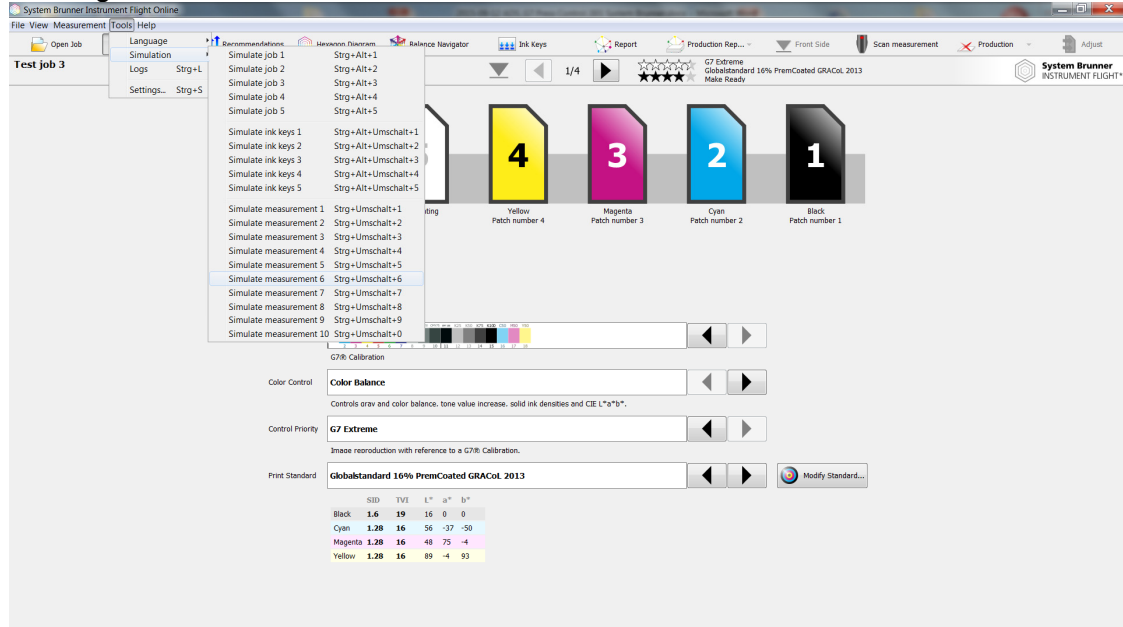 System Brunner Instrument Flight Online
File View Measurement Tools Help
Open Job
Recommendations
Hexagon Diagram
Balance Navigator
Ink Keys
Report
Production Rep...
Front Side
Scan measurement
Production
Adjust
Language
Simulation
Logs Strg+L
Settings... Strg+S
Simulate job 1 Strg+Alt+1
Simulate job 2 Strg+Alt+2
Simulate job 3 Strg+Alt+3
Simulate job 4 Strg+Alt+4
Simulate job 5 Strg+Alt+5
Simulate ink keys 1 Strg+Alt+Umschalt+1
Simulate ink keys 2 Strg+Alt+Umschalt+2
Simulate ink keys 3 Strg+Alt+Umschalt+3
Simulate ink keys 4 Strg+Alt+Umschalt+4
Simulate ink keys 5 Strg+Alt+Umschalt+5
Simulate measurement 1 Strg+Umschalt+1
Simulate measurement 2 Strg+Umschalt+2
Simulate measurement 3 Strg+Umschalt+3
Simulate measurement 4 Strg+Umschalt+4
Simulate measurement 5 Strg+Umschalt+5
Simulate measurement 6 Strg+Umschalt+6
Simulate measurement 7 Strg+Umschalt+7
Simulate measurement 8 Strg+Umschalt+8
Simulate measurement 9 Strg+Umschalt+9
Simulate measurement 10 Strg+Umschalt+0
Test job 3
1/4
G7 Extreme
Globalstandard 16% PremCoated GRACoL 2013
Make Ready
System Brunner
INSTRUMENT FLIGHT®
4
3
2
1
Yellow
Patch number 4
Magenta
Patch number 3
Cyan
Patch number 2
Black
Patch number 1
G7® Calibration
Color Control
Color Balance
Controls gray and color balance, tone value increase, solid ink densities and CIE L*a*b*.
Control Priority
G7 Extreme
Image reproduction with reference to a G7® Calibration.
Print Standard
Globalstandard 16% PremCoated GRACoL 2013
Modify Standard...
SID TVI L* a* b*
Black 1.6 19 16 0 0
Cyan 1.28 16 56 -37 -50
Magenta 1.28 16 48 75 -4
Yellow 1.28 16 89 -4 93